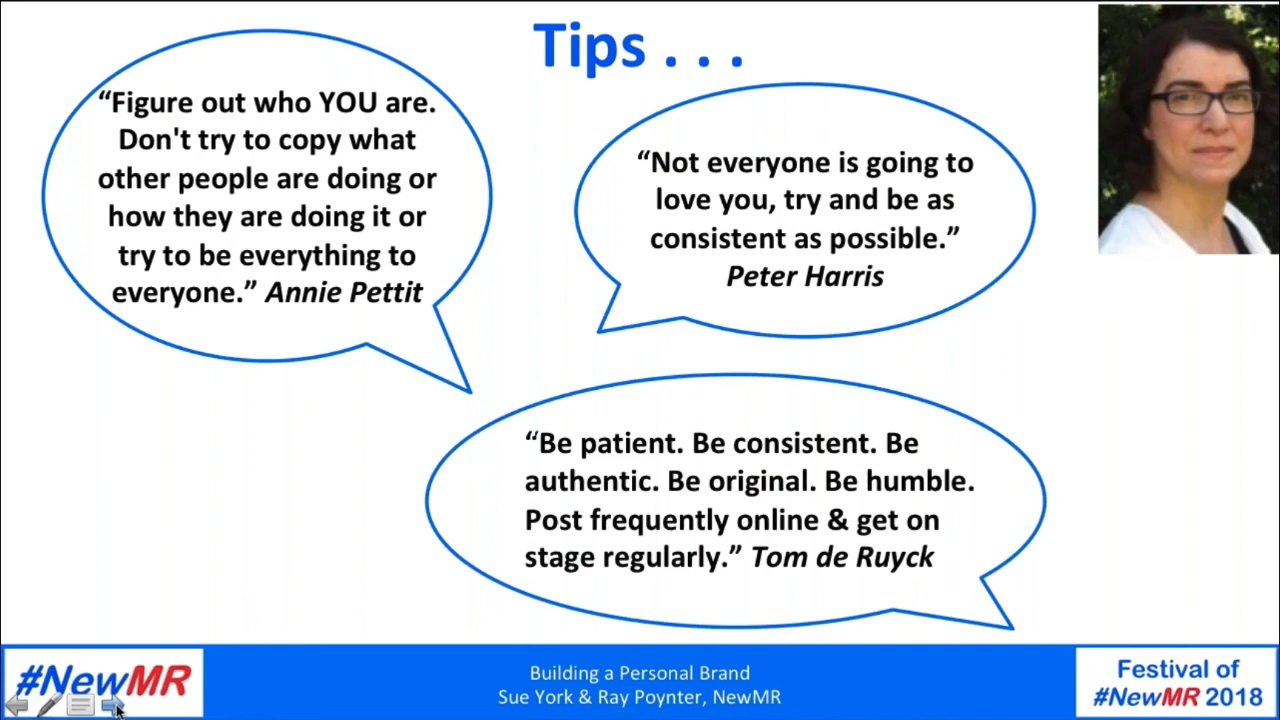 Tips . . .
“Figure out who YOU are.
Don't try to copy what
other people are doing or
how they are doing it or
try to be everything to
everyone.” Annie Pettit
“Not everyone is going to
love you, try and be as
consistent as possible.”
Peter Harris
“Be patient. Be consistent. Be
authentic. Be original. Be humble.
Post frequently online & get on
stage regularly.” Tom de Ruyck
#NewMR
Building a Personal Brand
Sue York & Ray Poynter, NewMR
Festival of
#NewMR 2018